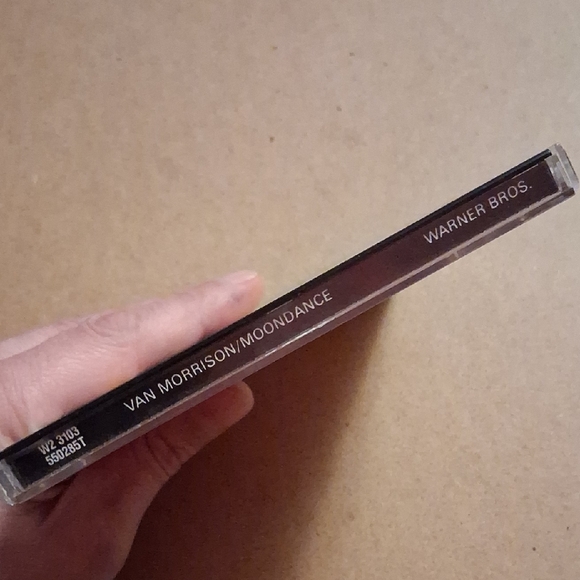 W2 3103
550285T
VAN MORRISON/MOONDANCE
WARNER BROS.